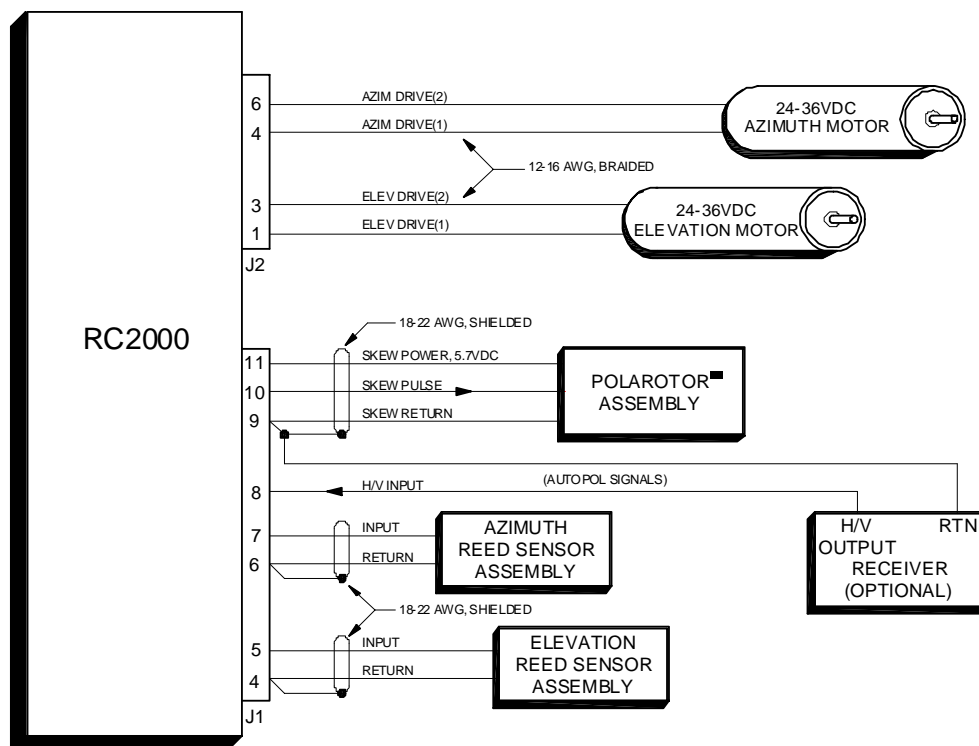 RC2000
6
AZIM DRIVE(2)
4
AZIM DRIVE(1)
24-36VDC
AZIMUTH MOTOR
12-16 AWG, BRAIDED
3
ELEV DRIVE(2)
1
ELEV DRIVE(1)
24-36VDC
ELEVATION MOTOR
J2
18-22 AWG, SHIELDED
11
SKEW POWER, 5.7VDC
10
SKEW PULSE
9
SKEW RETURN
POLAROTOR
ASSEMBLY
8
H/V INPUT
(AUTOPOL SIGNALS)
7
INPUT
6
RETURN
AZIMUTH
REED SENSOR
ASSEMBLY
H/V RTN
OUTPUT
RECEIVER
(OPTIONAL)
18-22 AWG, SHIELDED
5
INPUT
4
RETURN
ELEVATION
REED SENSOR
ASSEMBLY
J1